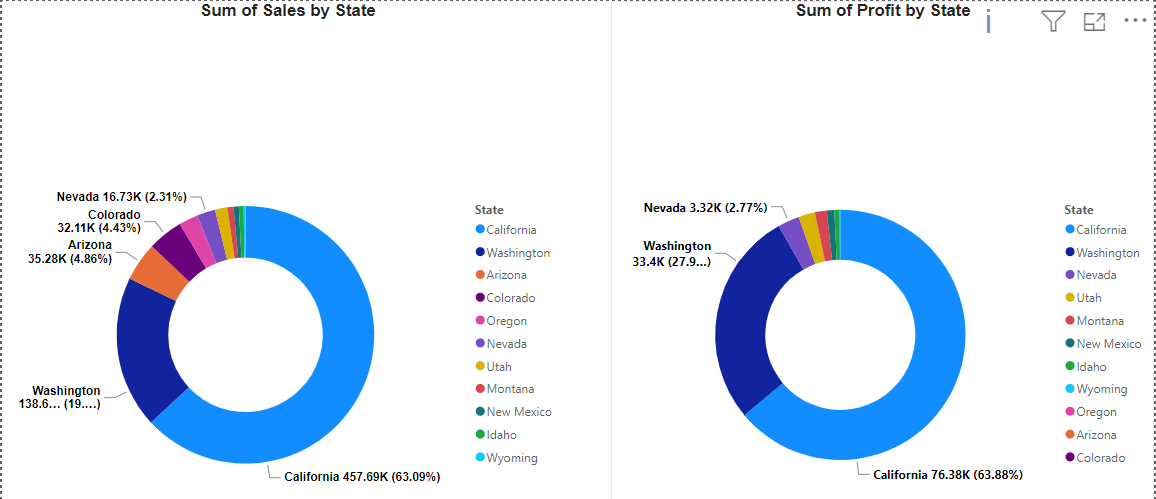 Sum of Sales by State
Nevada 16.73K (2.31%)
Colorado
32.11K (4.43%)
Arizona
35.28K (4.86%)
Washington
138.6... (19....)
California 457.69K (63.09%)
State
California
Washington
Arizona
Colorado
Oregon
Nevada
Utah
Montana
New Mexico
Idaho
Wyoming
Sum of Profit by State
Nevada 3.32K (2.77%)
Washington
33.4K (27.9...)
California 76.38K (63.88%)
State
California
Washington
Nevada
Utah
Montana
New Mexico
Idaho
Wyoming
Oregon
Arizona
Colorado